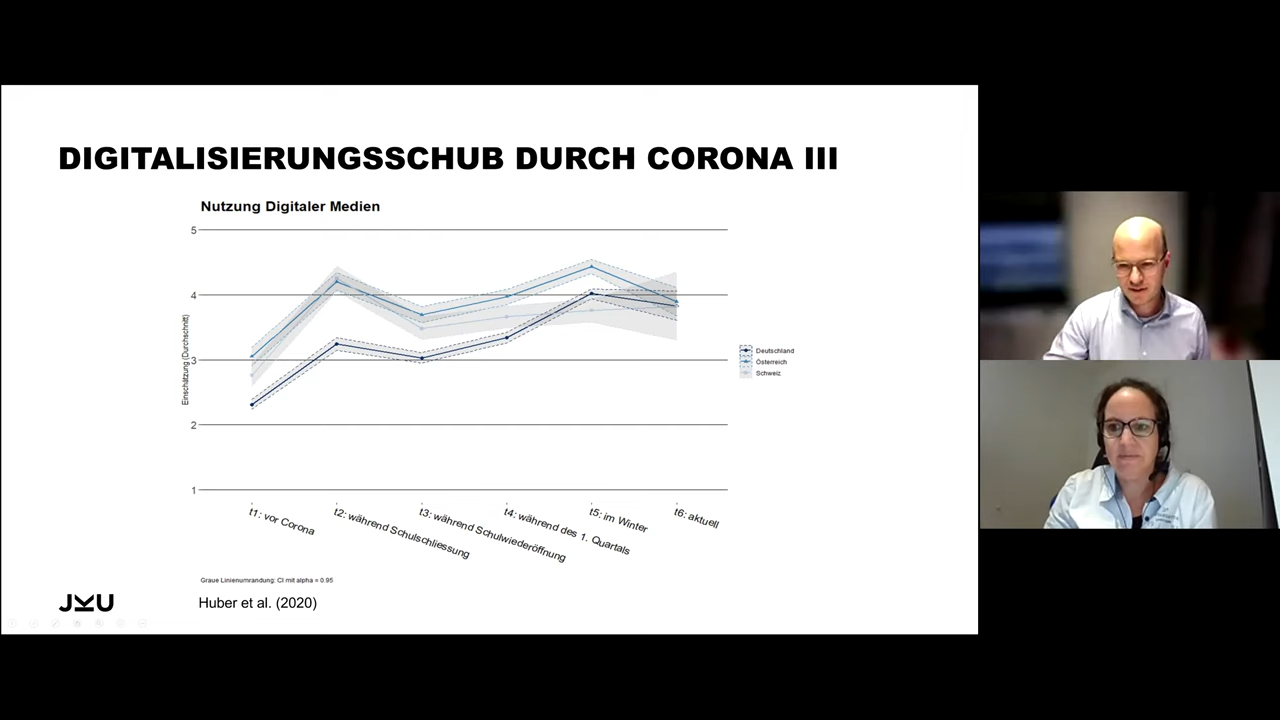 DIGITALISIERUNGSSCHUB DURCH CORONA III
Nutzung Digitaler Medien
5
4
3
2
1
Einschätzung (Durchschnitt)
t1: vor Corona
t2: während Schulschliessung
t3: während Schulwiederöffnung
t4: während des 1. Quartals
t5: im Winter
t6: aktuell
Deutschland
Österreich
Schweiz
Graue Linienumrandung: CI mit alpha = 0.95
Huber et al. (2020)
JKU